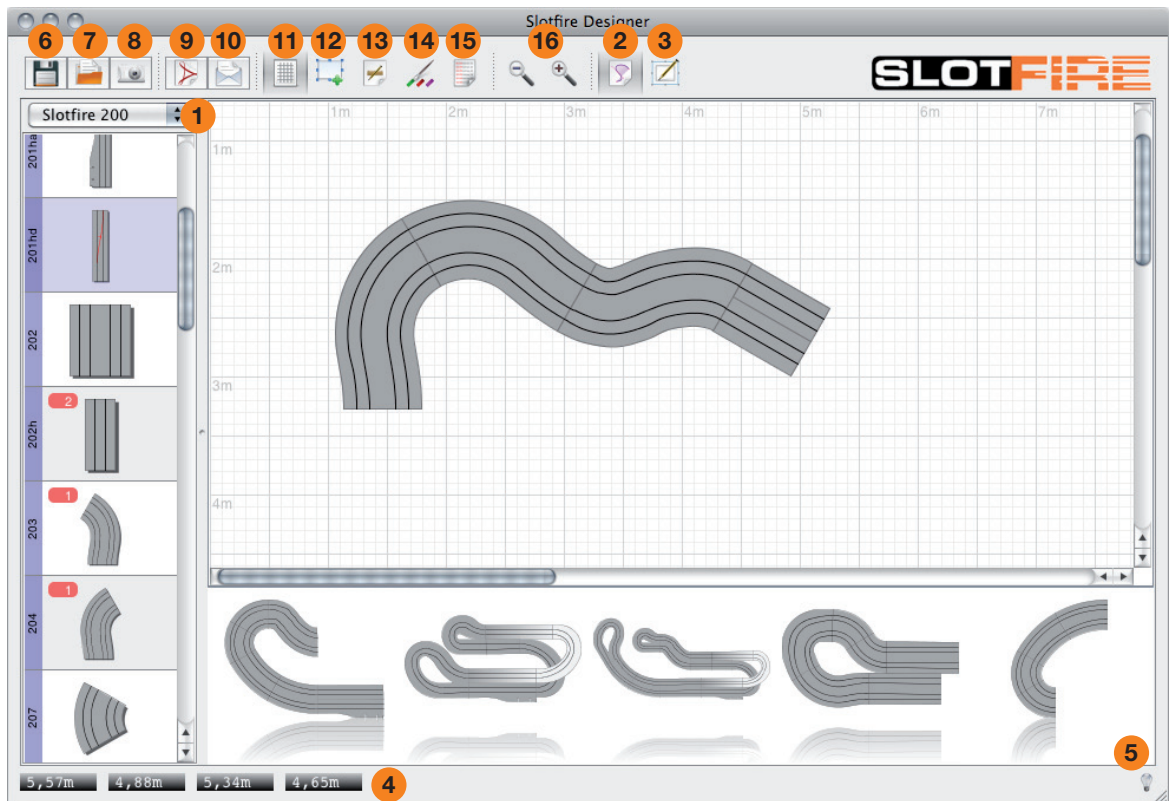 Slotfire Designer
6 7 8 9 10 11 12 13 14 15 16 2 3
SLOTFIRE
Slotfire 200 1
1m 2m 3m 4m 6m 7m
1m
2m
3m
4m
201ha
201hd
202
202h 2
203 1
204 1
207
5
5,57m 4,88m 5,34m 4,65m 4